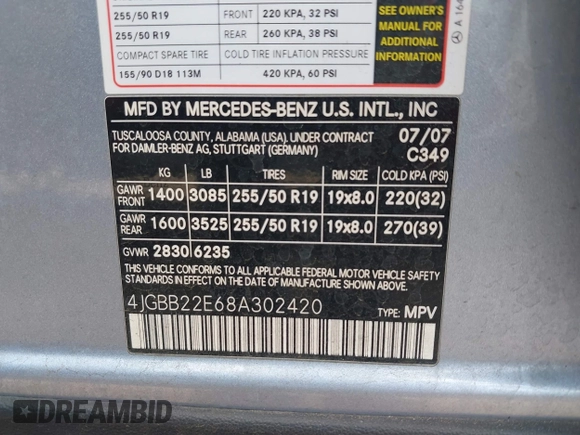 255/50 R19 FRONT 220 KPA, 32 PSI
255/50 R19 REAR 260 KPA, 38 PSI
COMPACT SPARE TIRE COLD TIRE INFLATION PRESSURE
155/90 D18 113M 420 KPA, 60 PSI
SEE OWNER'S
MANUAL FOR
ADDITIONAL
INFORMATION
A 164
MFD BY MERCEDES-BENZ U.S. INTL., INC
TUSCALOOSA COUNTY, ALABAMA (USA). UNDER CONTRACT 07/07
FOR DAIMLER-BENZ AG, STUTTGART (GERMANY) C349
KG LB TIRES RIM SIZE COLD KPA (PSI)
GAWR FRONT 1400 3085 255/50 R19 19x8.0 220(32)
GAWR REAR 1600 3525 255/50 R19 19x8.0 270(39)
GVWR 2830 6235
THIS VEHICLE CONFORMS TO ALL APPLICABLE FEDERAL MOTOR VEHICLE SAFETY
STANDARDS IN EFFECT ON THE DATE OF MANUFACTURE SHOWN ABOVE.
4JGBB22E68A302420 TYPE: MPV
DREAMBID